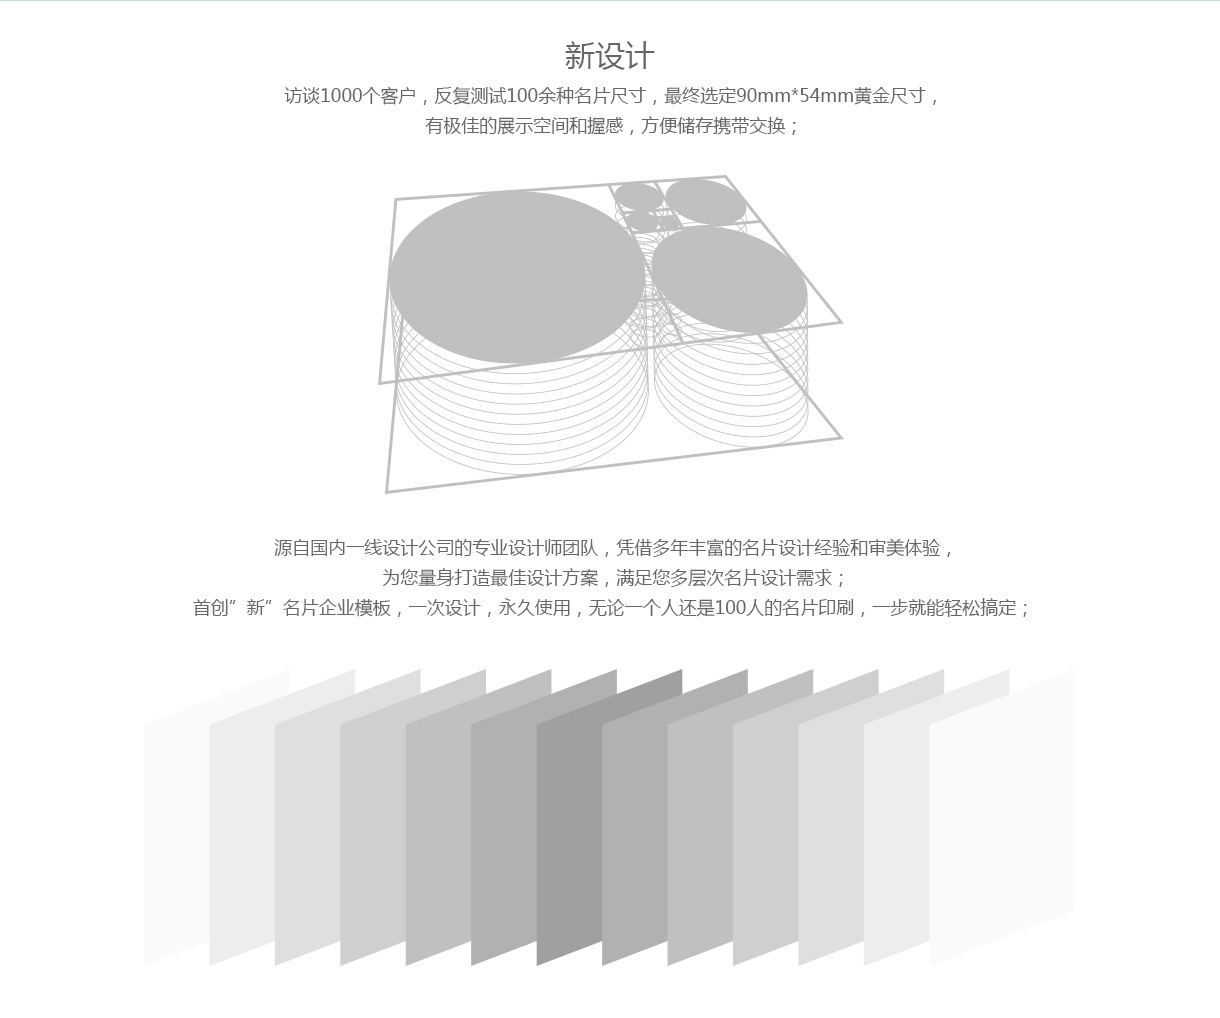 新设计
访谈1000个客户，反复测试100余种名片尺寸，最终选定90mm*54mm黄金尺寸，
有极佳的展示空间和握感，方便储存携带交换；
源自国内一线设计公司的专业设计师团队，凭借多年丰富的名片设计经验和审美体验，
为您量身打造最佳设计方案，满足您多层次名片设计需求；
首创”新”名片企业模板，一次设计，永久使用，无论一个人还是100人的名片印刷，一步就能轻松搞定；